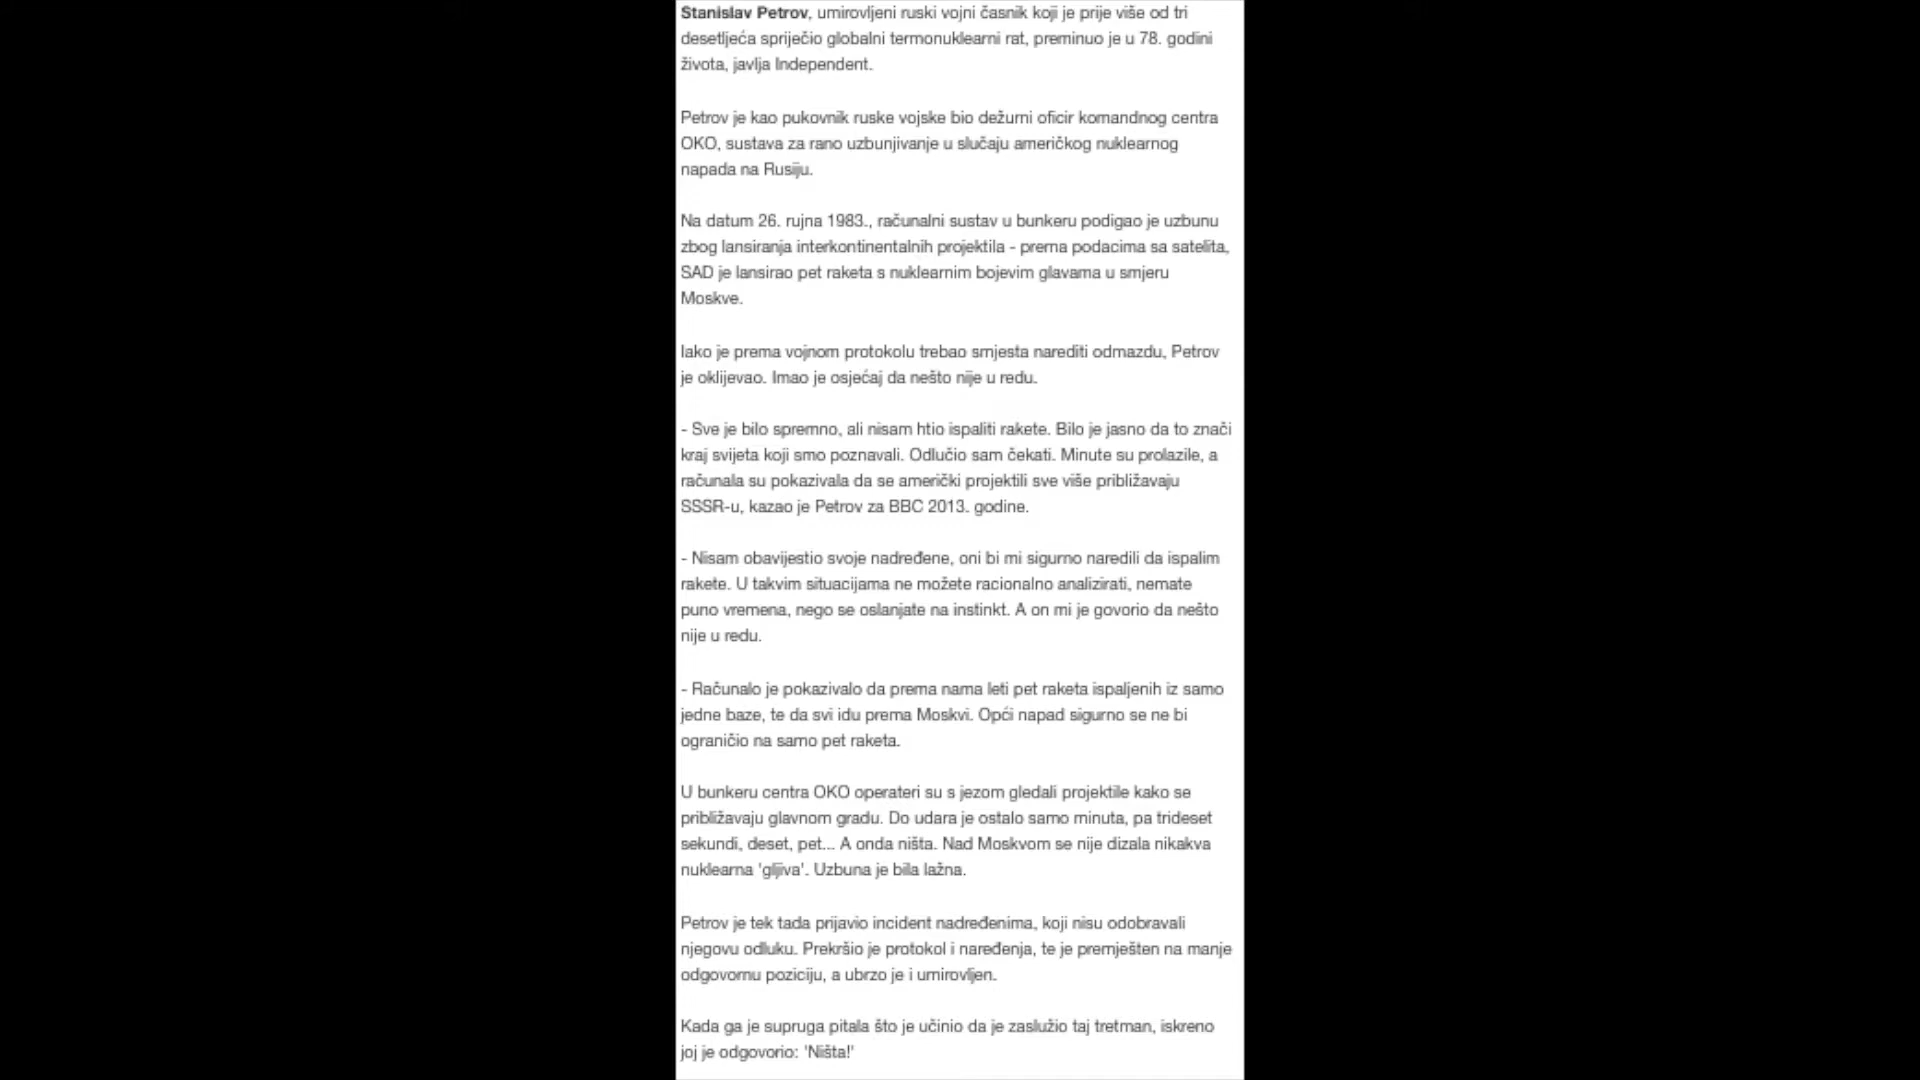 Stanislav Petrov, umirovljeni ruski vojni časnik koji je prije više od tri
desetljeća spriječio globalni termonuklearni rat, preminuo je u 78. godini
života, javlja Independent.
Petrov je kao pukovnik ruske vojske bio dežurni oficir komandnog centra
OKO, sustava za rano uzbunjivanje u slučaju američkog nuklearnog
napada na Rusiju.
Na datum 26. rujna 1983., računalni sustav u bunkeru podigao je uzbunu
zbog lansiranja interkontinentalnih projektila - prema podacima sa satelita,
SAD je lansirao pet raketa s nuklearnim bojevim glavama u smjeru
Moskve.
Iako je prema vojnom protokolu trebao smjesta narediti odmazdu, Petrov
je oklijevao. Imao je osjećaj da nešto nije u redu.
- Sve je bilo spremno, ali nisam htio ispaliti rakete. Bilo je jasno da to znači
kraj svijeta koji smo poznavali. Odlučio sam čekati. Minute su prolazile, a
računala su pokazivala da se američki projektili sve više približavaju
SSSR-u, kazao je Petrov za BBC 2013. godine.
- Nisam obavijestio svoje nadređene, oni bi mi sigurno naredili da ispalim
rakete. U takvim situacijama ne možete racionalno analizirati, nemate
puno vremena, nego se oslanjate na instinkt. A on mi je govorio da nešto
nije u redu.
- Računalo je pokazivalo da prema nama leti pet raketa ispaljenih iz samo
jedne baze, te da svi idu prema Moskvi. Opći napad sigurno se ne bi
ograničio na samo pet raketa.
U bunkeru centra OKO operateri su s jezom gledali projektile kako se
približavaju glavnom gradu. Do udara je ostalo samo minuta, pa trideset
sekundi, deset, pet... A onda ništa. Nad Moskvom se nije dizala nikakva
nuklearna 'gljiva'. Uzbuna je bila lažna.
Petrov je tek tada prijavio incident nadređenima, koji nisu odobravali
njegovu odluku. Prekršio je protokol i naređenja, te je premješten na manje
odgovornu poziciju, a ubrzo je i umirovljen.
Kada ga je supruga pitala što je učinio da je zaslužio taj tretman, iskreno
joj je odgovorio: 'Ništa!'